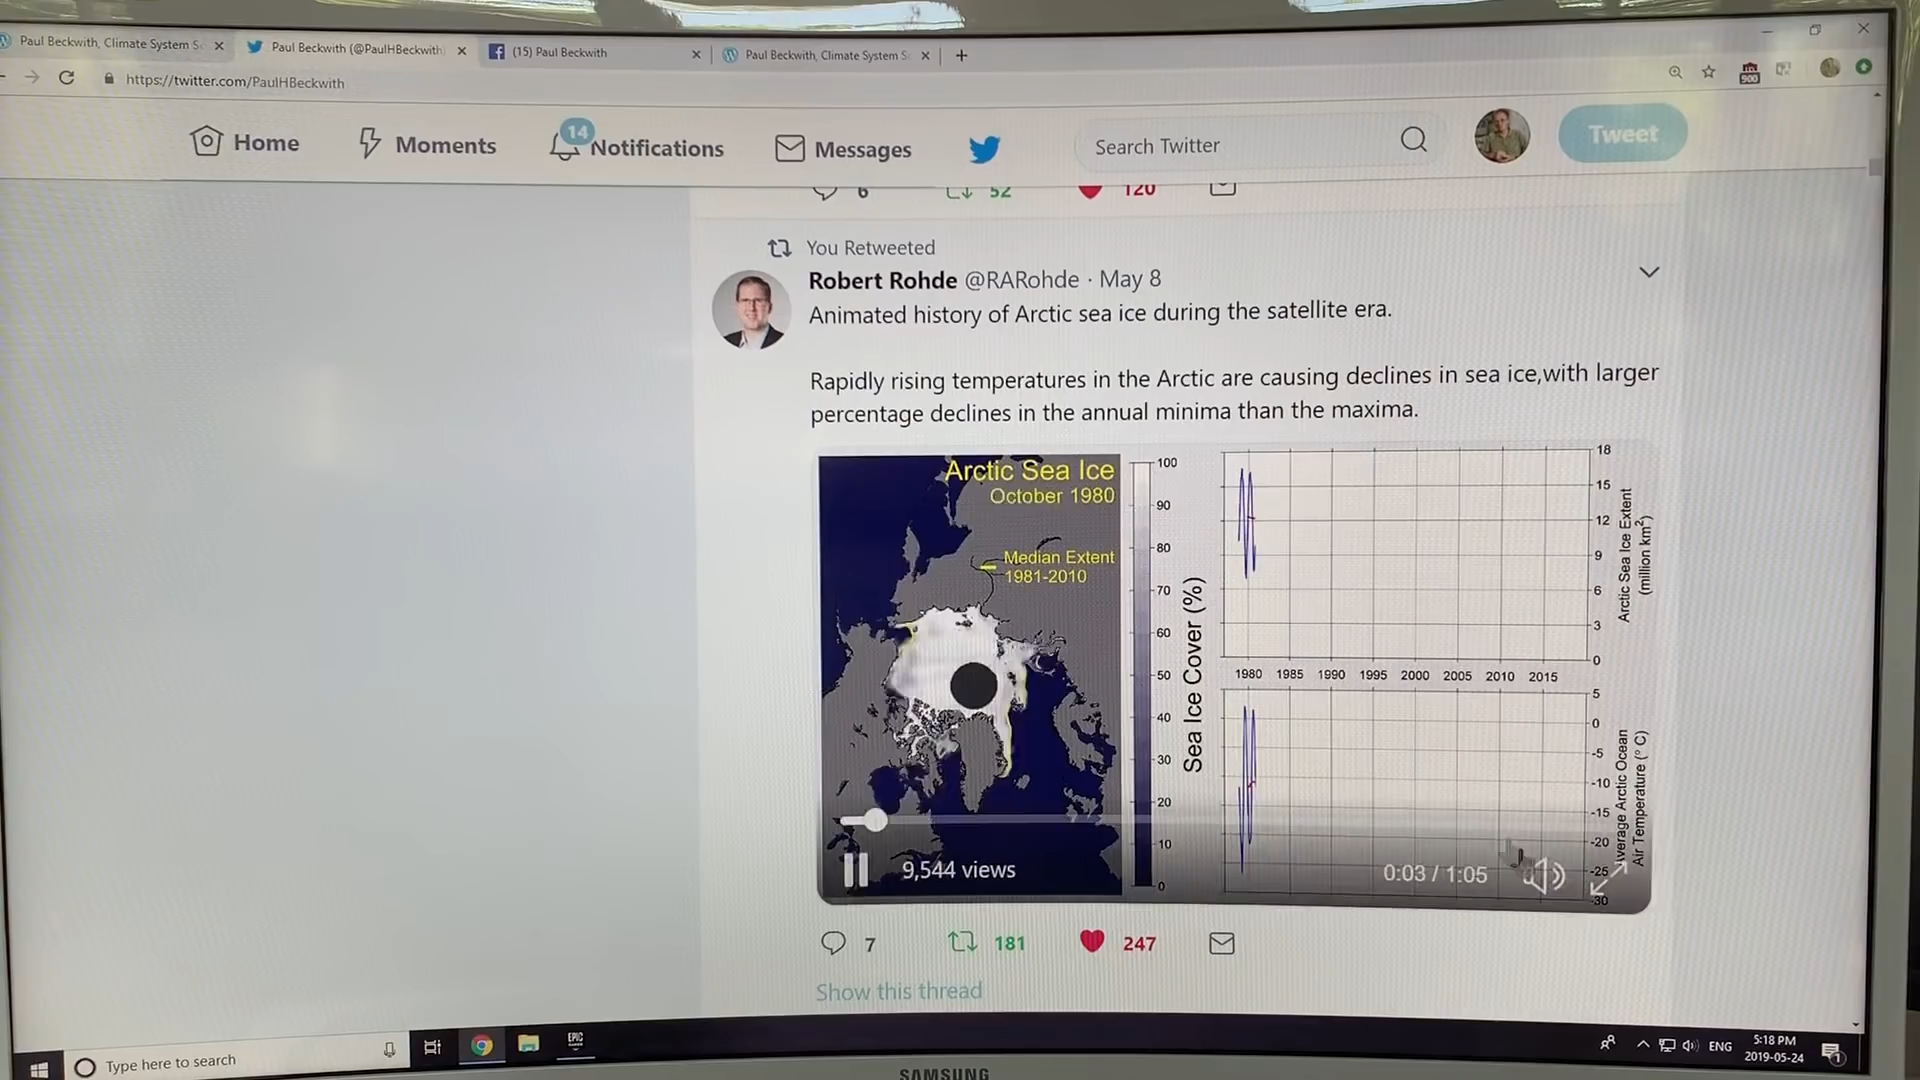 Paul Beckwith, Climate System S
Paul Beckwith (@PaulHBeckwith)
(15) Paul Beckwith
Paul Beckwith, Climate System S
https://twitter.com/PaulHBeckwith
900
Home
Moments
14
Notifications
Messages
Search Twitter
Tweet
6
52
120
You Retweeted
Robert Rohde @RARohde · May 8
Animated history of Arctic sea ice during the satellite era.
Rapidly rising temperatures in the Arctic are causing declines in sea ice,with larger
percentage declines in the annual minima than the maxima.
Arctic Sea Ice
October 1980
Median Extent
1981-2010
100
90
80
70
60
50
40
30
20
10
0
Sea Ice Cover (%)
18
15
12
9
6
3
0
Arctic Sea Ice Extent
(million km²)
1980 1985 1990 1995 2000 2005 2010 2015
5
0
-5
-10
-15
-20
-25
-30
Average Arctic Ocean
Air Temperature (° C)
9,544 views
0:03 / 1:05
7
181
247
Show this thread
Type here to search
EPIC
ENG
5:18 PM
2019-05-24
1
SAMSUNG